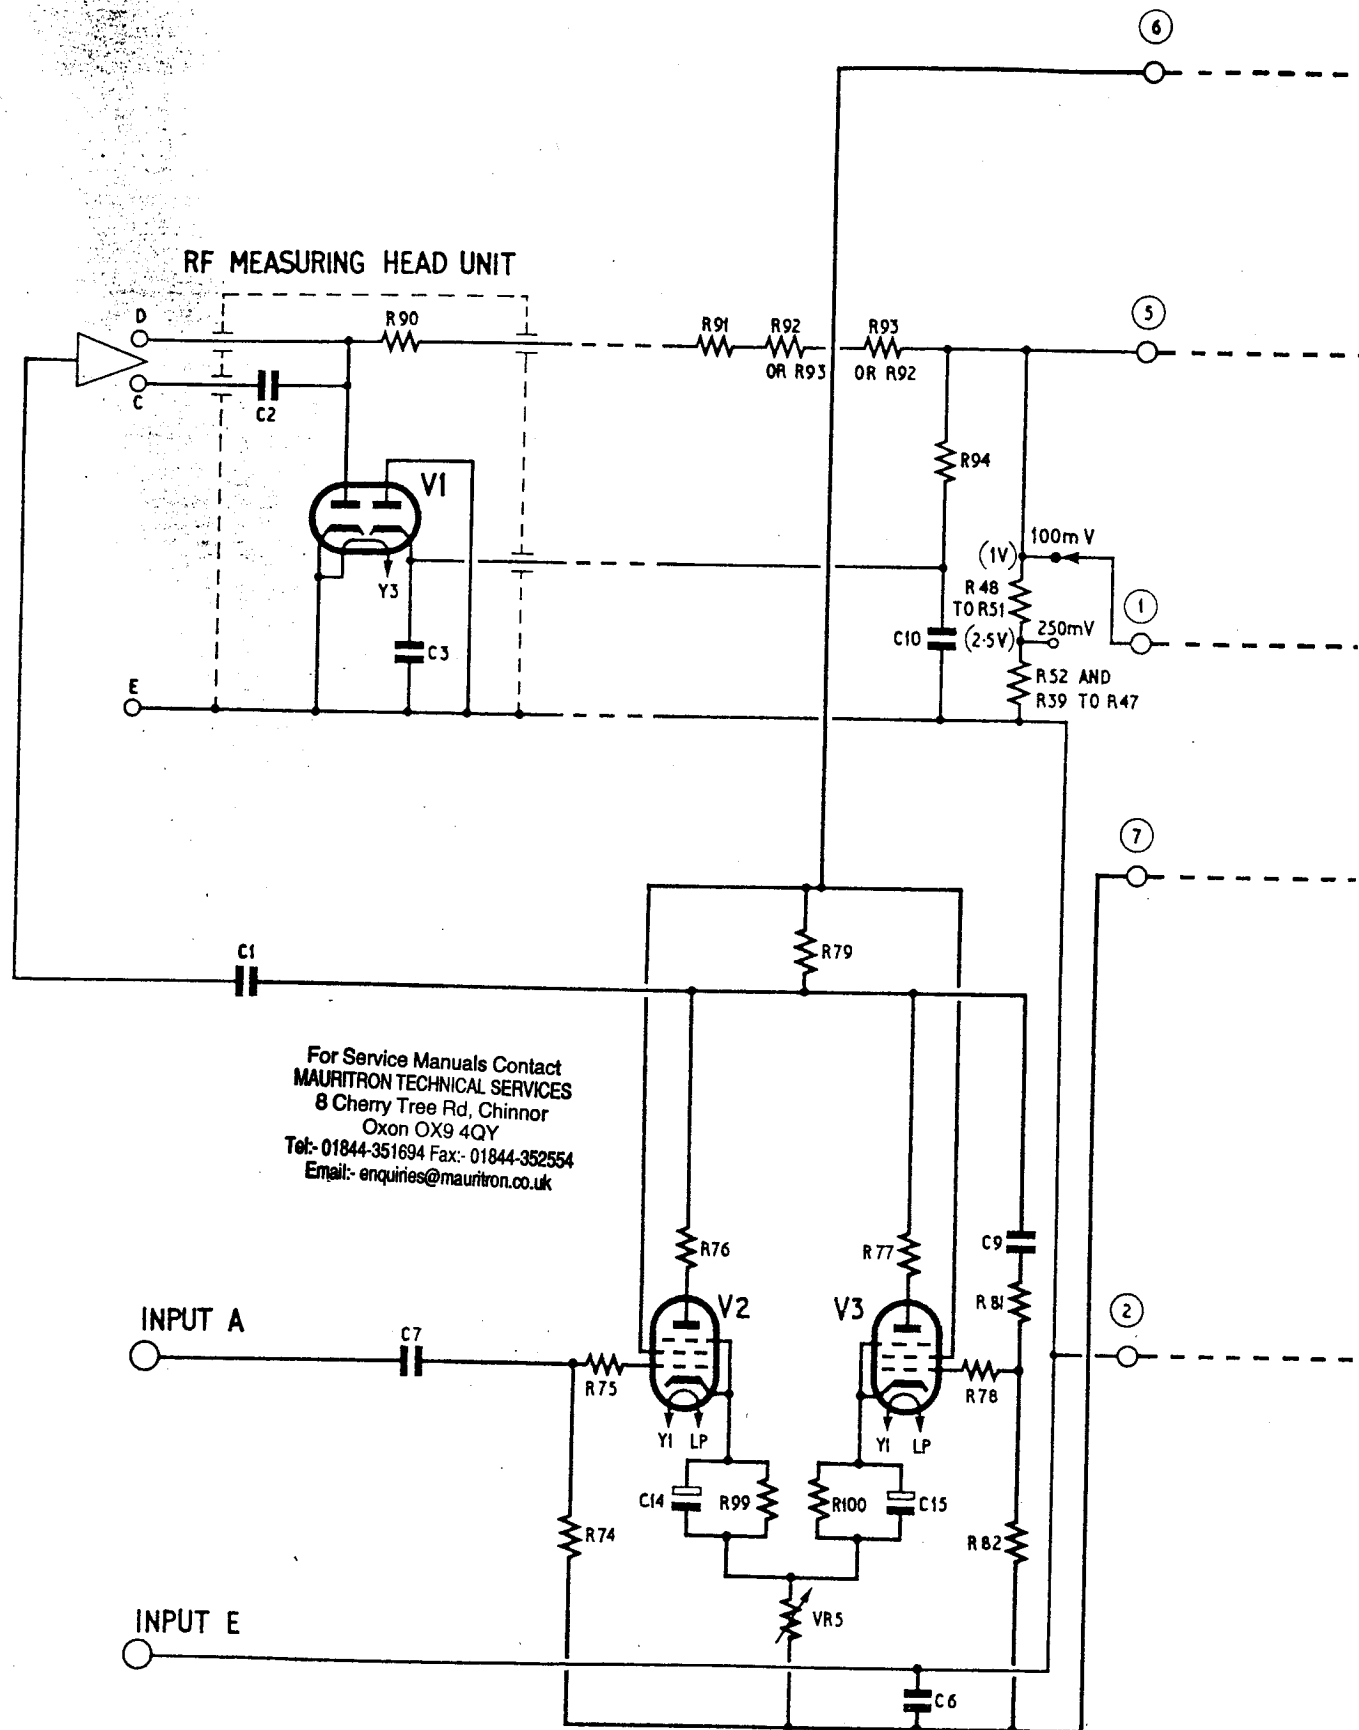 6
RF MEASURING HEAD UNIT
D
R90
R91
R92
OR R93
R93
OR R92
5
C
C2
V1
R94
Y3
(1V)
100mV
R48
TO R51
1
C3
C10
(2·5V)
250mV
E
R52 AND
R39 TO R47
7
C1
R79
For Service Manuals Contact
MAURITRON TECHNICAL SERVICES
8 Cherry Tree Rd, Chinnor
Oxon OX9 4QY
Tel:- 01844-351694 Fax:- 01844-352554
Email:- enquiries@mauritron.co.uk
R76
R77
C9
R81
INPUT A
V2
V3
2
C7
R75
R78
Y1 LP
Y1 LP
C14
R99
R100
C15
R74
R82
INPUT E
VR5
C6